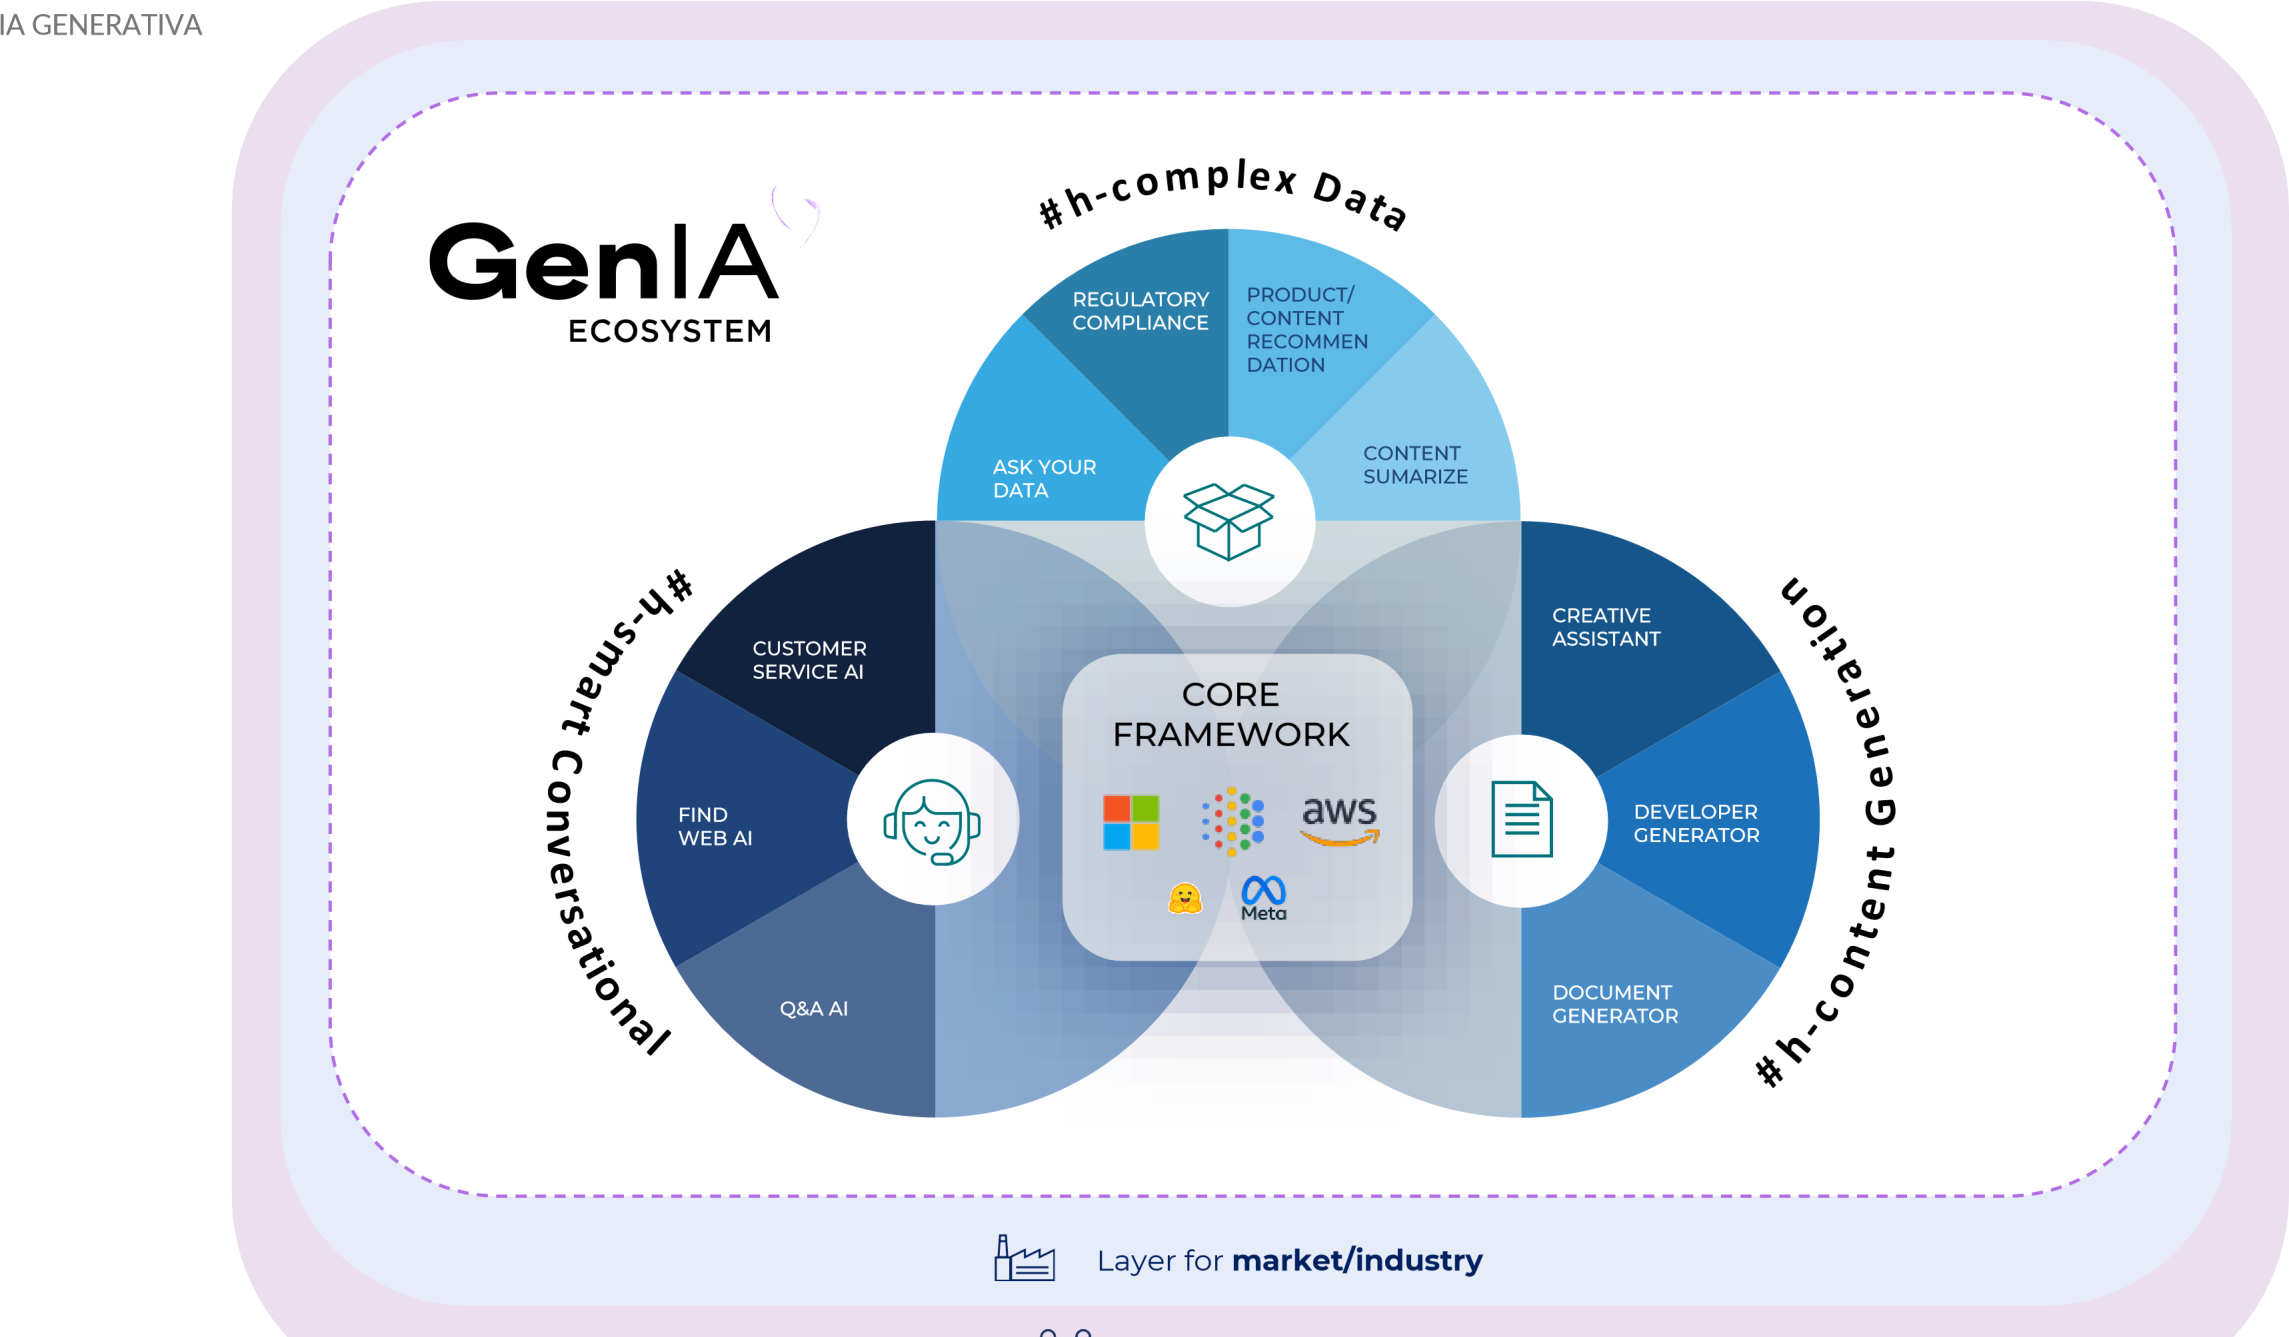 IA GENERATIVA
GenIA
ECOSYSTEM
#h-complex Data
REGULATORY
COMPLIANCE
PRODUCT/
CONTENT
RECOMMEN
DATION
ASK YOUR
DATA
CONTENT
SUMARIZE
#h-smart Conversational
CUSTOMER
SERVICE AI
FIND
WEB AI
Q&A AI
CORE
FRAMEWORK
aws
Meta
CREATIVE
ASSISTANT
DEVELOPER
GENERATOR
DOCUMENT
GENERATOR
#h-content Generation
Layer for market/industry